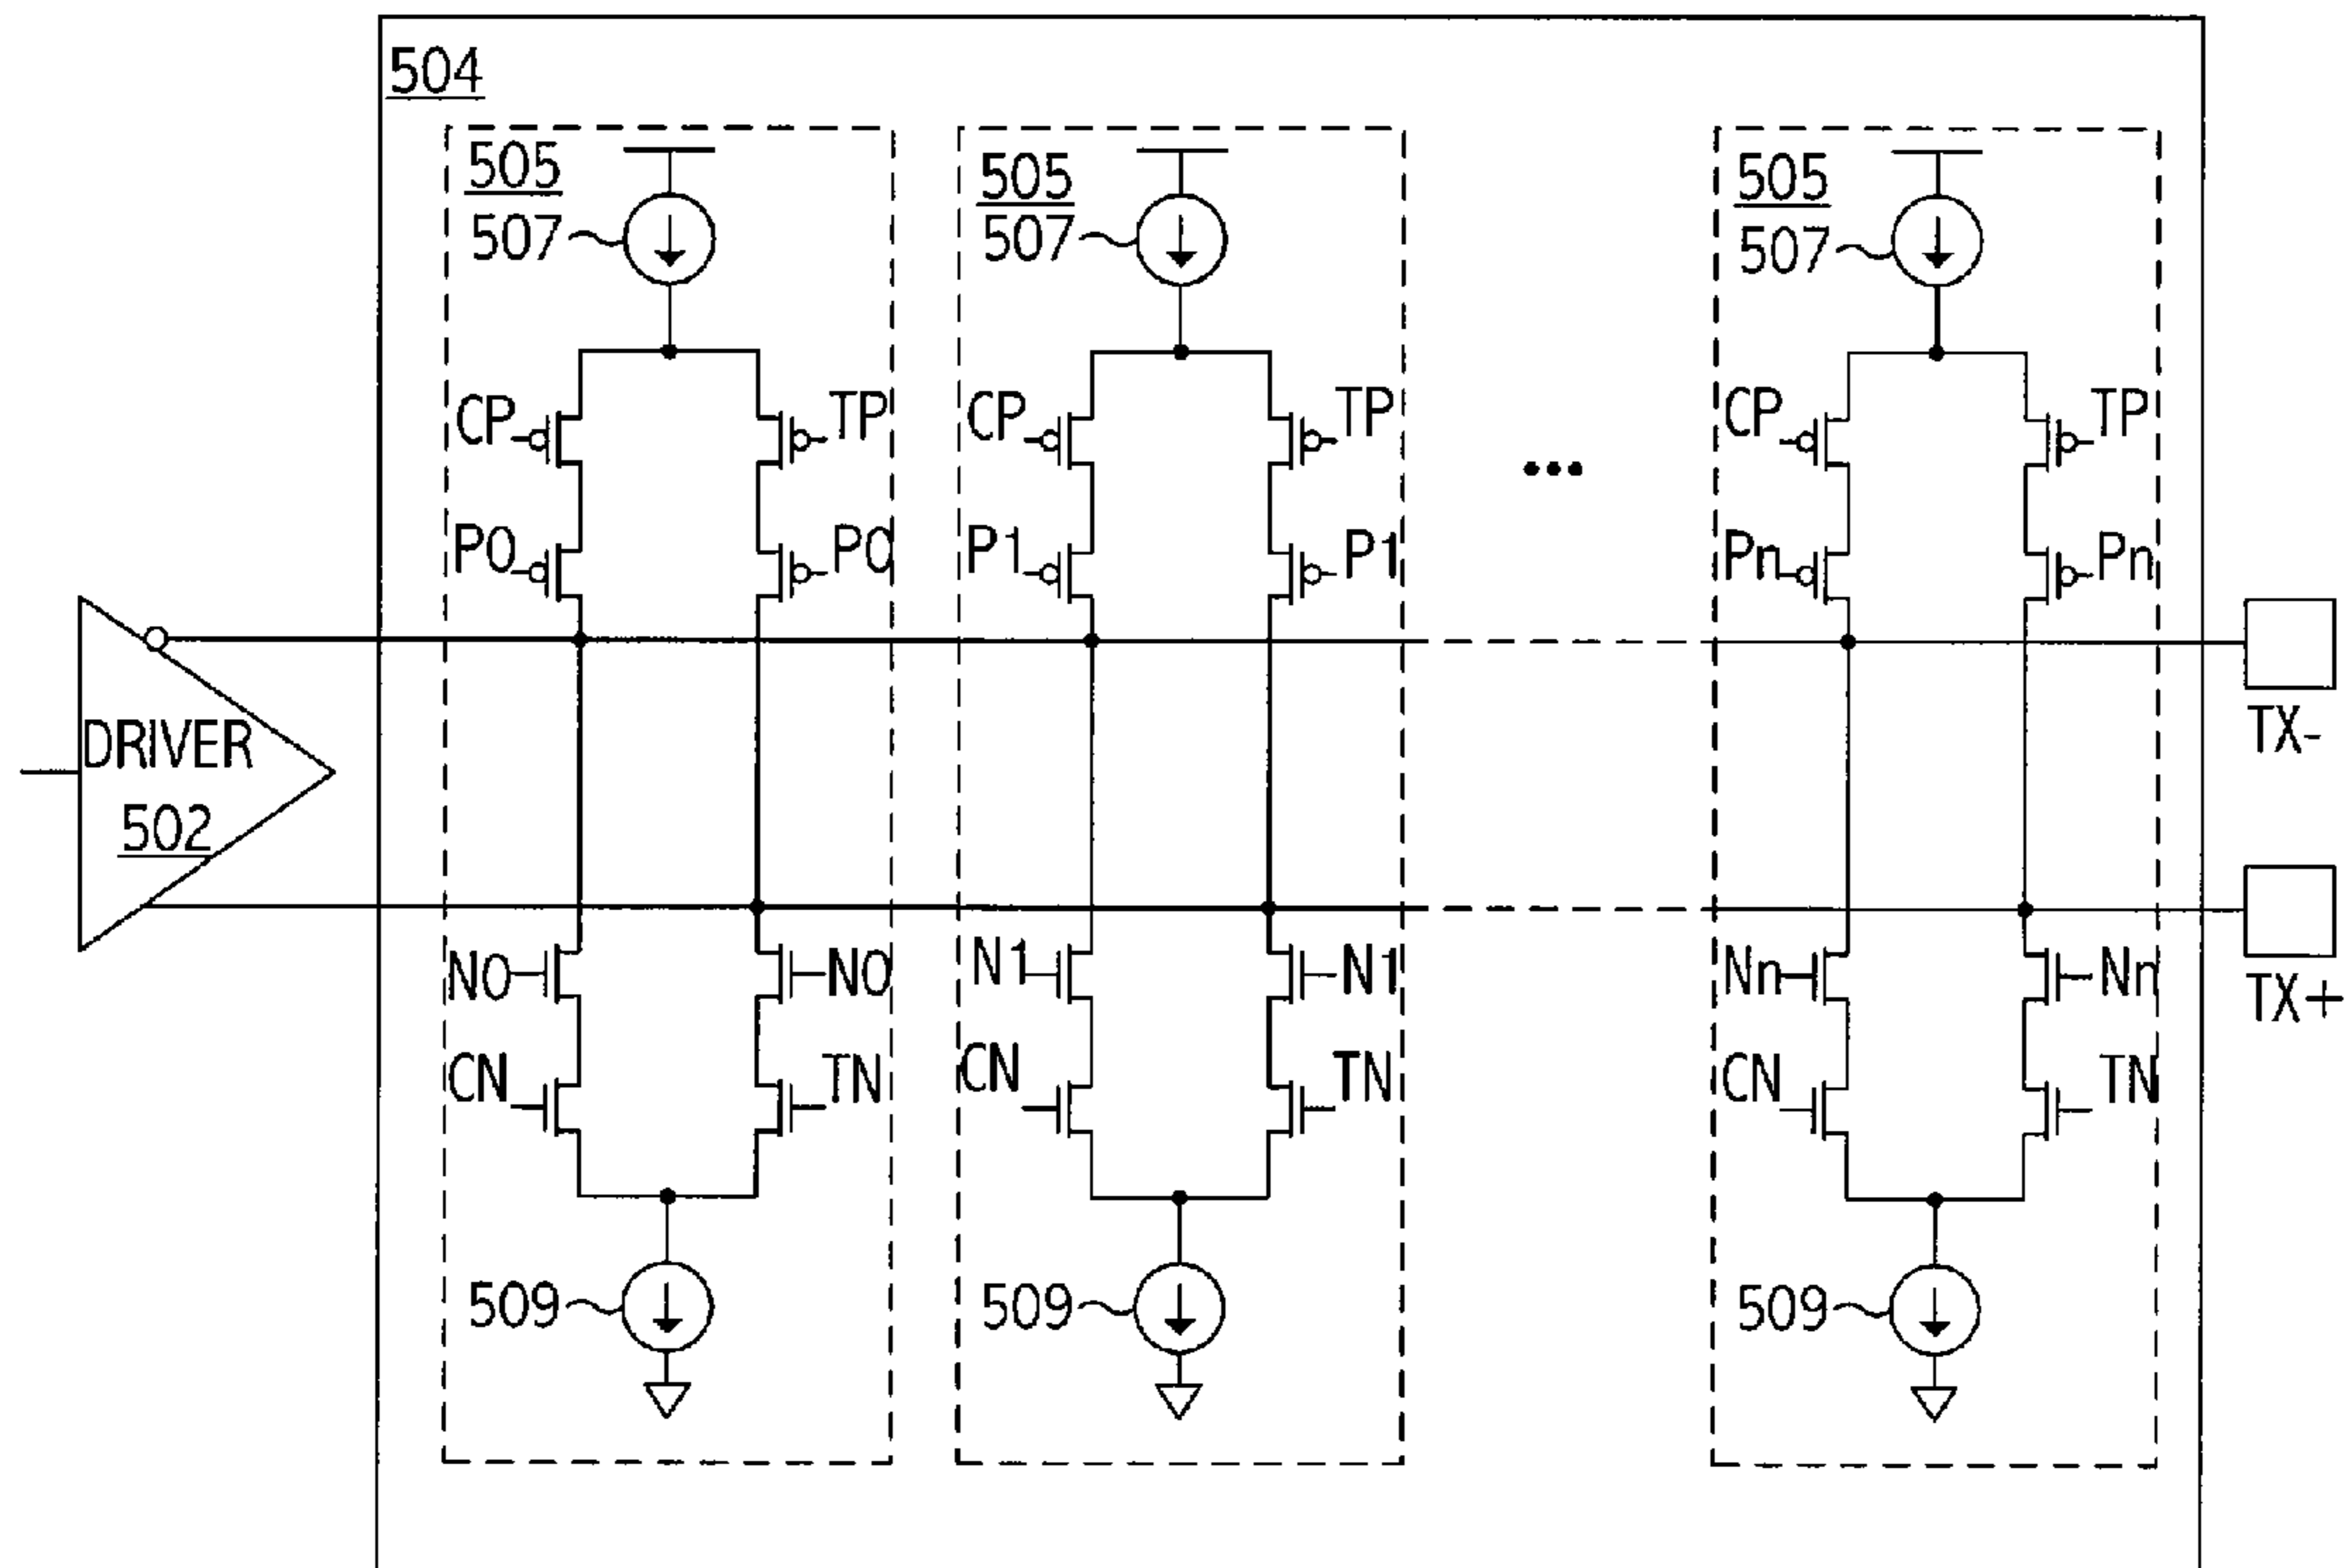 504
505 505 505
507 507 507
CP TP CP TP CP TP
P0 P0 P1 P1 Pn Pn
DRIVER
502
TX-
TX+
N0 N0 N1 N1 Nn Nn
CN TN CN TN CN TN
509 509 509